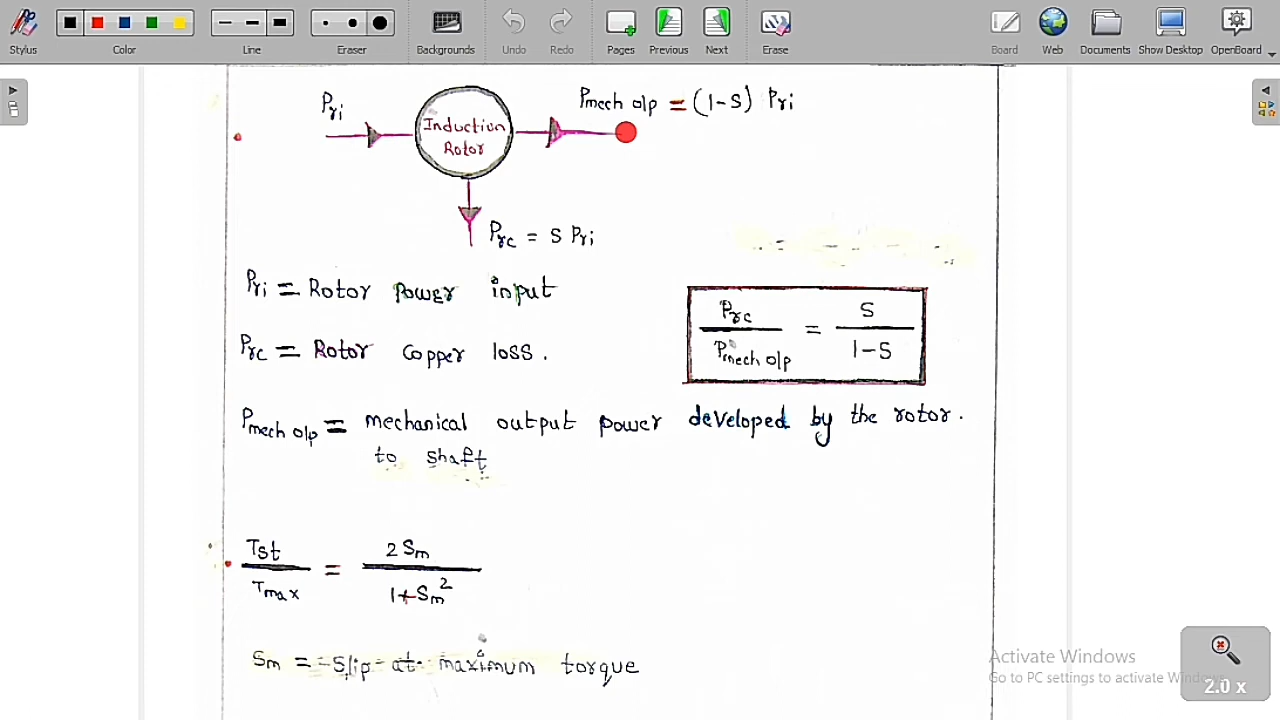 Stylus
Color
Line
Eraser
Backgrounds
Undo
Redo
Pages
Previous
Next
Erase
Board
Web
Documents
Show Desktop
OpenBoard
Pri
Induction
Rotor
Pmech o/p = (1-S) Pri
Prc = S Pri
Pri = Rotor Power input
Prc = Rotor Copper loss.
Prc / Pmech o/p = S / 1-S
Pmech o/p = mechanical output power developed by the rotor.
to shaft
Tst / Tmax = 2 Sm / 1+Sm²
Sm = Slip at maximum torque
Activate Windows
Go to PC settings to activate Windows.
2.0 x